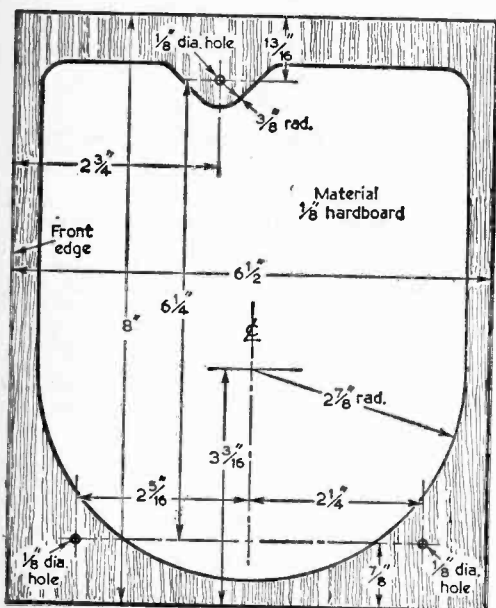 1/8" dia. hole
13/16"
3/8" rad.
2 3/4"
Material
1/8" hardboard
Front
edge
6 1/2"
6 1/4"
8"
℄
2 7/8" rad.
3 3/16"
2 5/16"
2 1/4"
1/8" dia.
hole
7/8"
1/8" dia.
hole